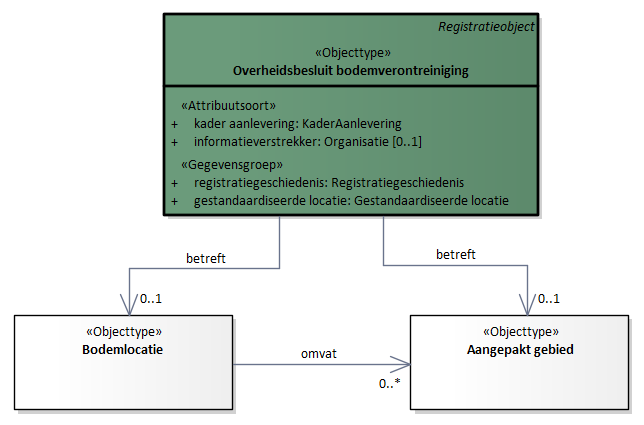 Registratieobject
«Objecttype»
Overheidsbesluit bodemverontreiniging
«Attribuutsoort»
+ kader aanlevering: KaderAanlevering
+ informatieverstrekker: Organisatie [0..1]
«Gegevensgroep»
+ registratiegeschiedenis: Registratiegeschiedenis
+ gestandaardiseerde locatie: Gestandaardiseerde locatie
betreft
betreft
0..1
0..1
«Objecttype»
Bodemlocatie
omvat
0..*
«Objecttype»
Aangepakt gebied